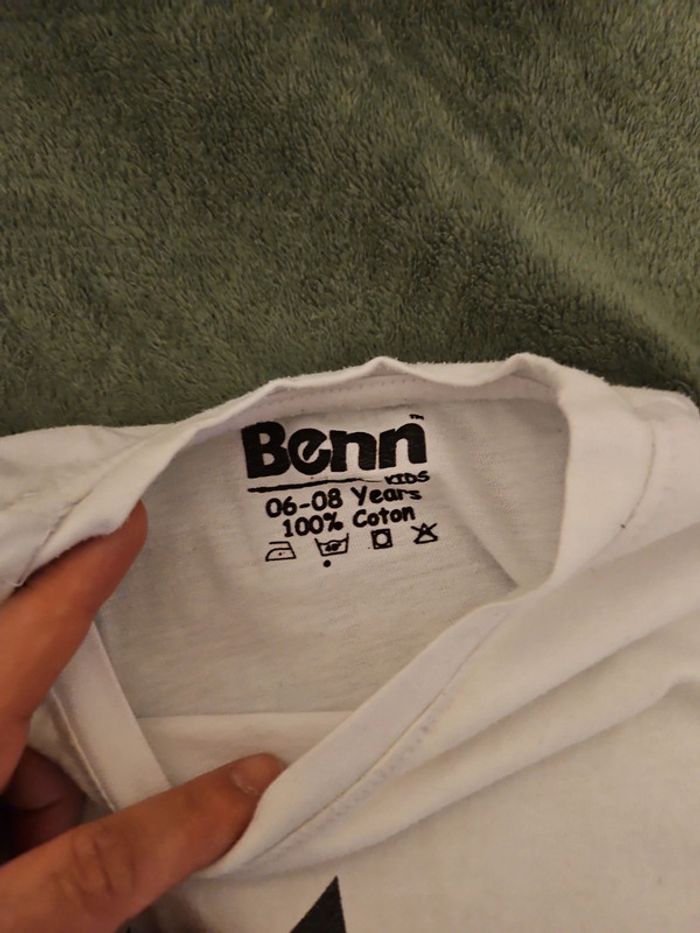 Benn™
KIDS
06-08 Years
100% Coton